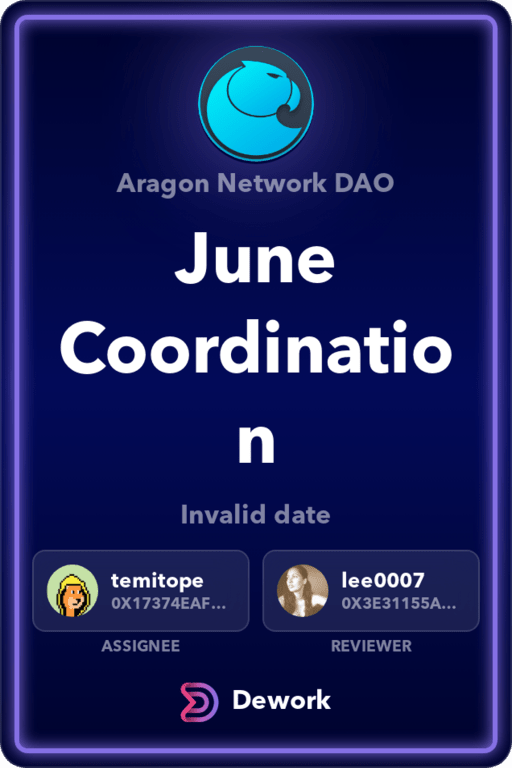 Aragon Network DAO
June
Coordinatio
n
Invalid date
temitope
0X17374EAF...
lee0007
0X3E31155A...
ASSIGNEE
REVIEWER
Dework